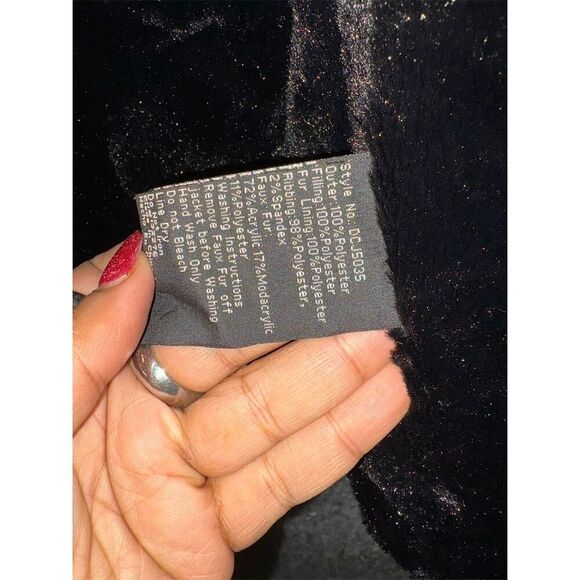 Style No: DCJ5035
Outer:100%Polyester
Filling:100%Polyester
Fur Lining:100%Polyester
Ribbing:98%Polyester,
2%Spandex
Faux Fur:
72%Acrylic 17%Modacrylic
11%Polyester
Washing Instructions
Remove Faux Fur off
jacket before Washing
Hand Wash Only
Do not Bleach
Line Dry